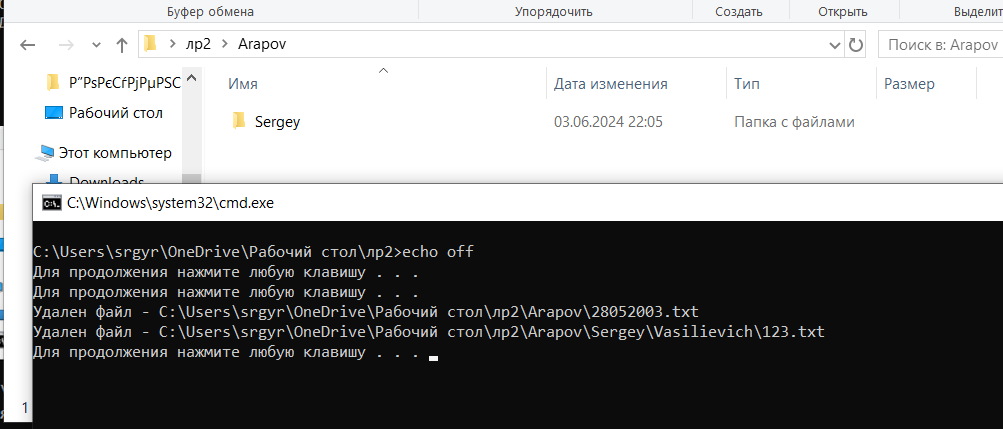 Буфер обмена
Упорядочить
Создать
Открыть
Выделить
лр2 > Arapov
Поиск в: Arapov
Р”РѕРєСѓРјРµРЅС
Рабочий стол
Этот компьютер
Downloads
Имя
Дата изменения
Тип
Размер
Sergey
03.06.2024 22:05
Папка с файлами
C:\Windows\system32\cmd.exe
C:\Users\srgyr\OneDrive\Рабочий стол\лр2>echo off
Для продолжения нажмите любую клавишу . . .
Для продолжения нажмите любую клавишу . . .
Удален файл - C:\Users\srgyr\OneDrive\Рабочий стол\лр2\Arapov\28052003.txt
Удален файл - C:\Users\srgyr\OneDrive\Рабочий стол\лр2\Arapov\Sergey\Vasilievich\123.txt
Для продолжения нажмите любую клавишу . . .
1